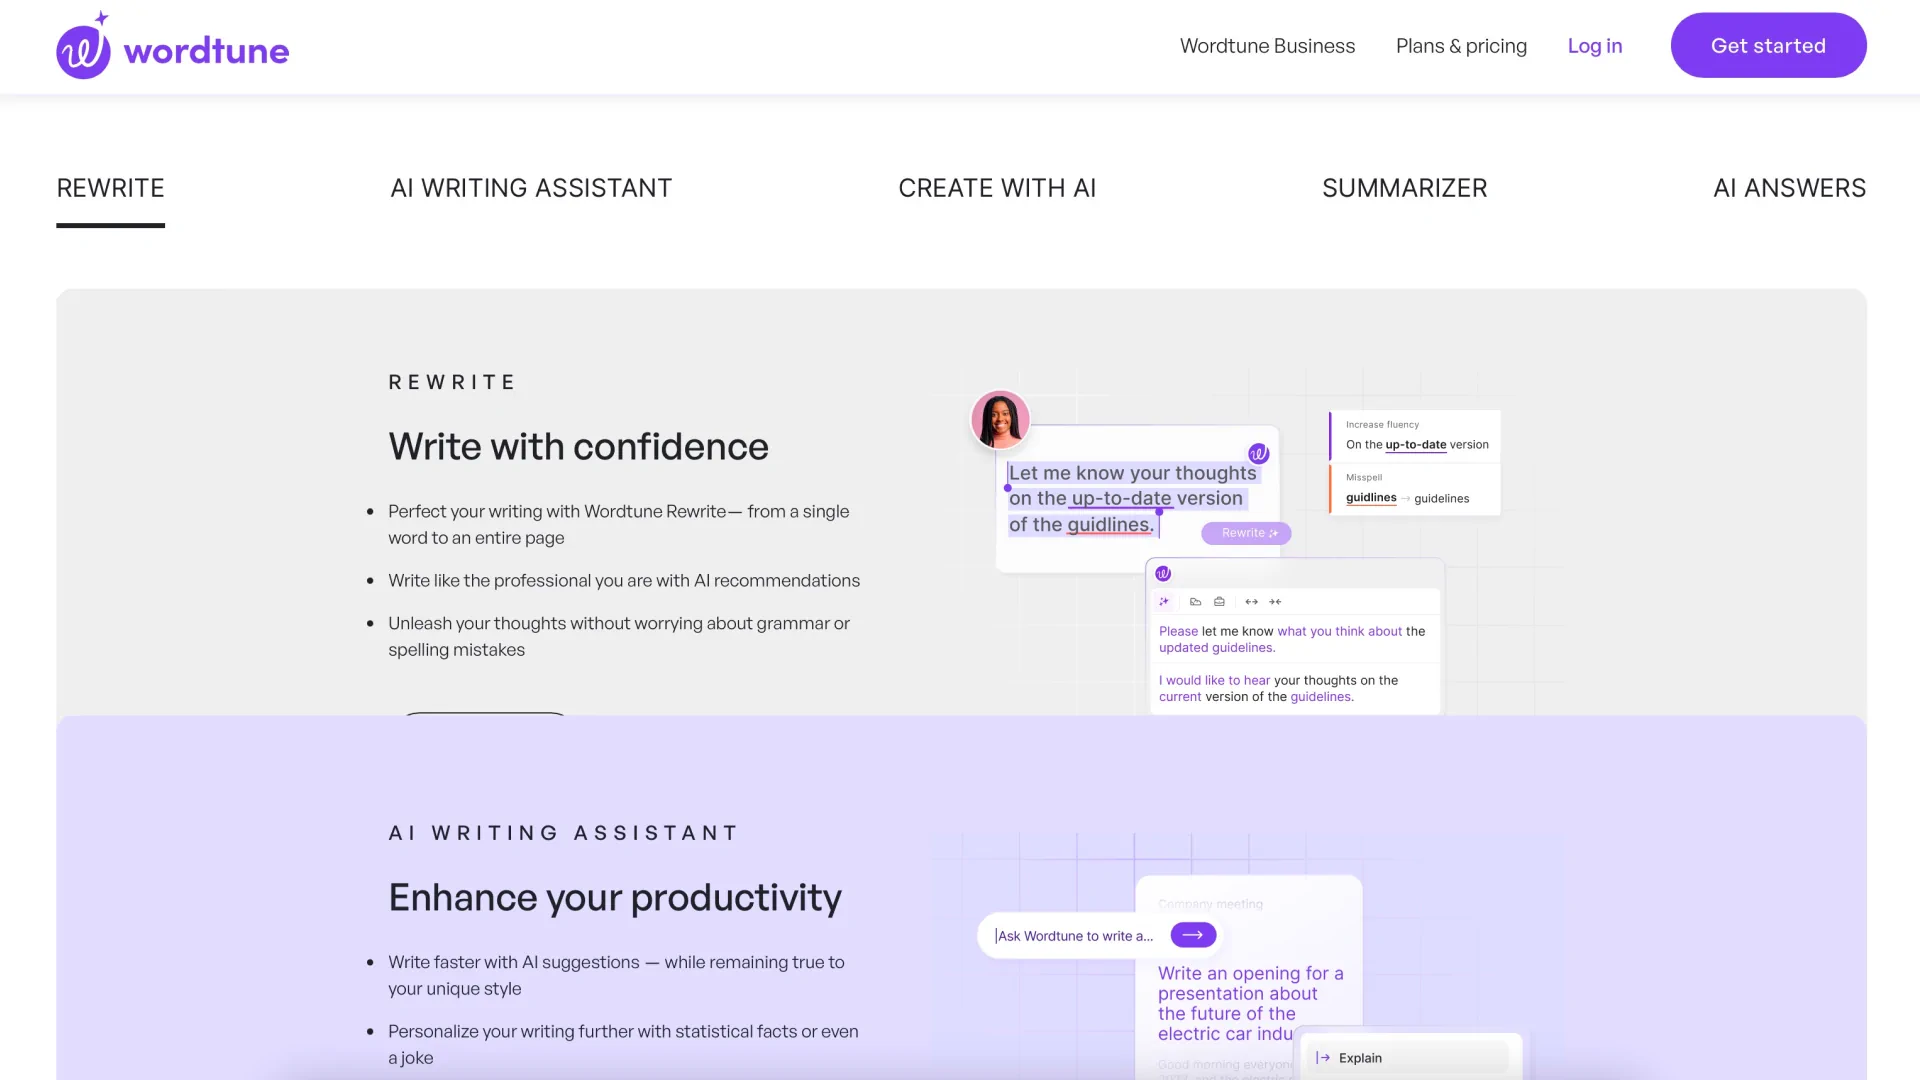 wordtune
Wordtune Business
Plans & pricing
Log in
Get started
REWRITE
AI WRITING ASSISTANT
CREATE WITH AI
SUMMARIZER
AI ANSWERS
REWRITE
Write with confidence
Perfect your writing with Wordtune Rewrite— from a single
word to an entire page
Write like the professional you are with AI recommendations
Unleash your thoughts without worrying about grammar or
spelling mistakes
Let me know your thoughts
on the up-to-date version
of the guidlines.
Rewrite
Increase fluency
On the up-to-date version
Misspell
guidlines → guidelines
Please let me know what you think about the
updated guidelines.
I would like to hear your thoughts on the
current version of the guidelines.
AI WRITING ASSISTANT
Enhance your productivity
Write faster with AI suggestions — while remaining true to
your unique style
Personalize your writing further with statistical facts or even
a joke
Company meeting
Ask Wordtune to write a...
Write an opening for a
presentation about
the future of the
electric car indu
Good morning everyone
Explain